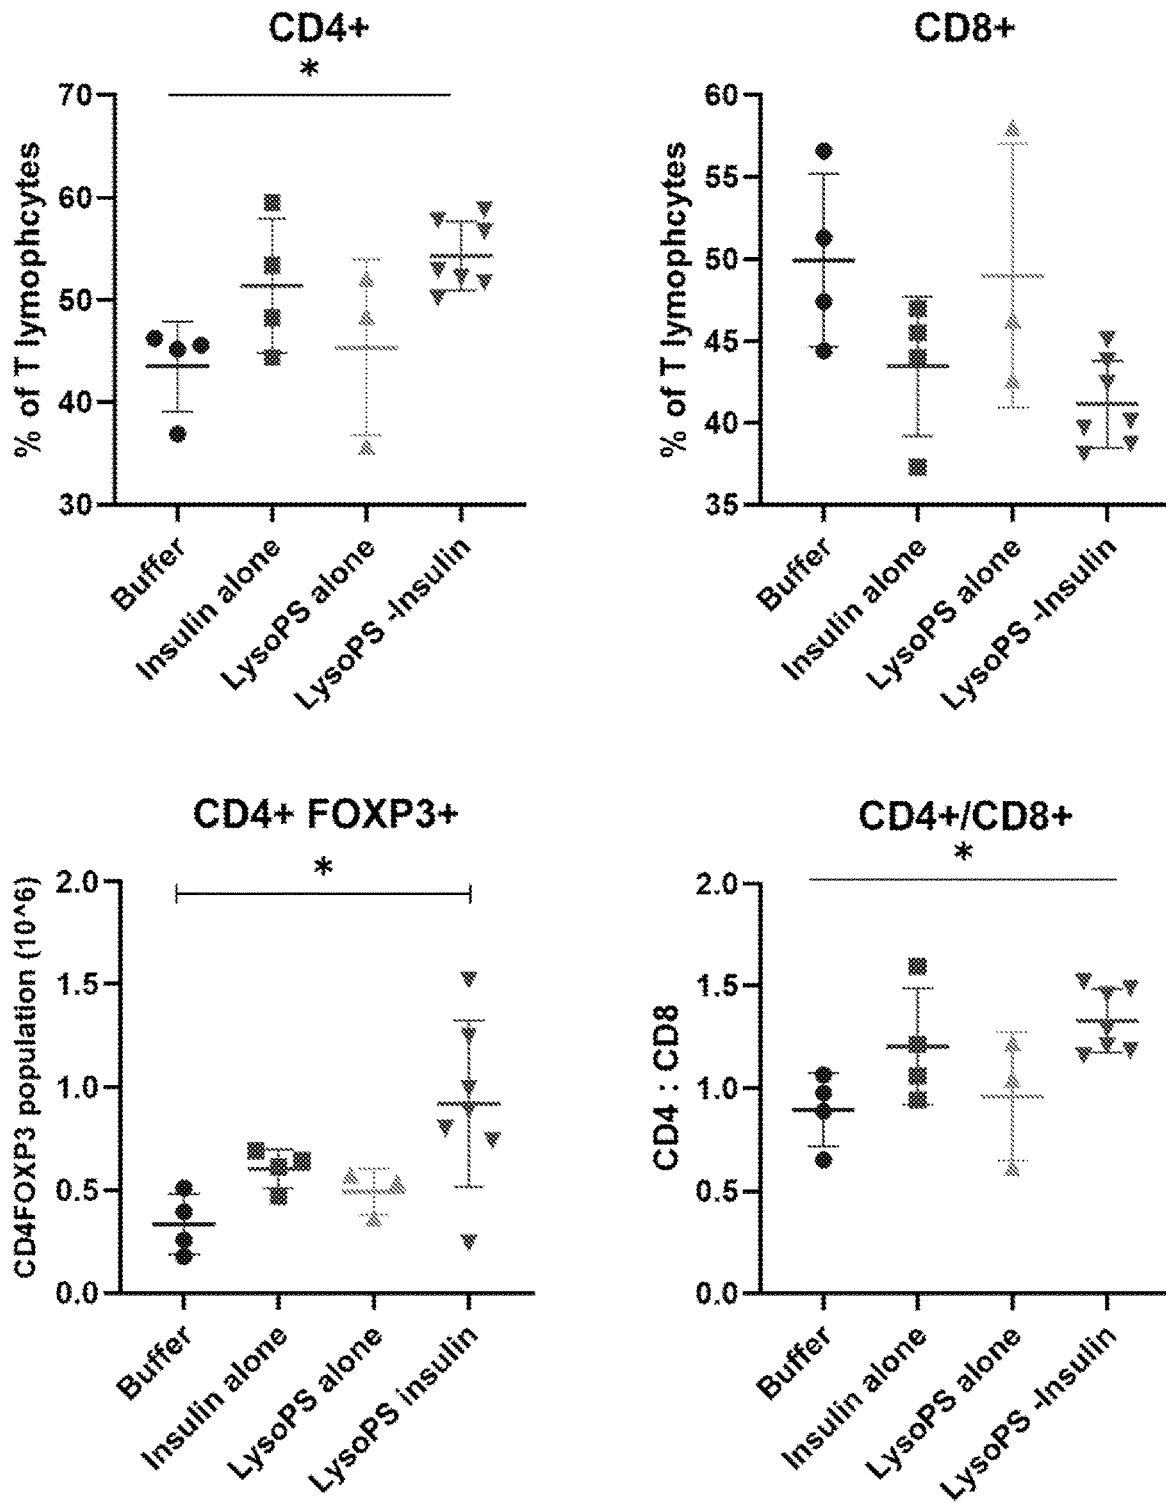 CD4+
*
% of T lymophcytes
70
60
50
40
30
Buffer
Insulin alone
LysoPS alone
LysoPS -Insulin
CD8+
% of T lymophcytes
60
55
50
45
40
35
Buffer
Insulin alone
LysoPS alone
LysoPS -Insulin
CD4+ FOXP3+
*
CD4FOXP3 population (10^6)
2.0
1.5
1.0
0.5
0.0
Buffer
Insulin alone
LysoPS alone
LysoPS insulin
CD4+/CD8+
*
CD4 : CD8
2.0
1.5
1.0
0.5
0.0
Buffer
Insulin alone
LysoPS alone
LysoPS -Insulin